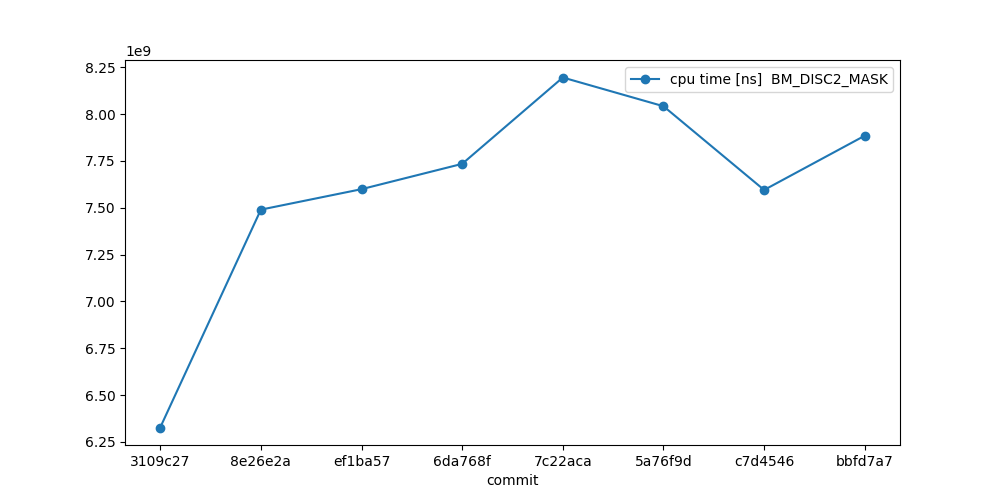 1e9
8.25
cpu time [ns]  BM_DISC2_MASK
8.00
7.75
7.50
7.25
7.00
6.75
6.50
6.25
3109c27 8e26e2a ef1ba57 6da768f 7c22aca 5a76f9d c7d4546 bbfd7a7
commit